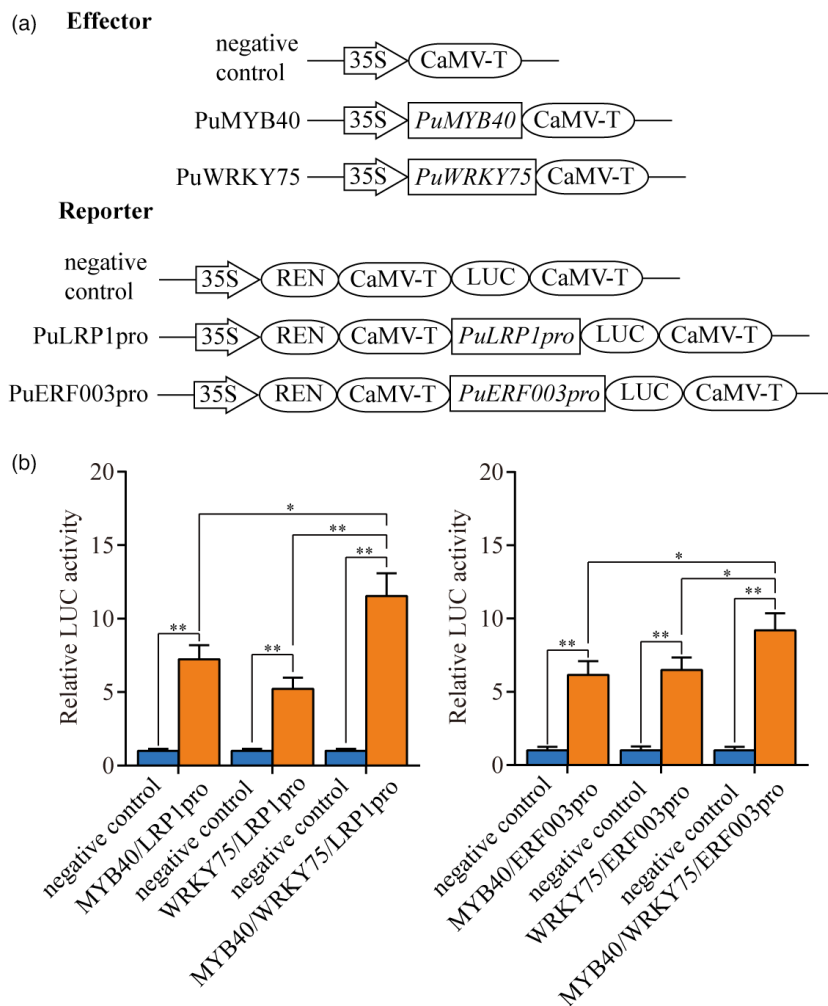 (a) Effector
negative
control
35S CaMV-T
PuMYB40 35S PuMYB40 CaMV-T
PuWRKY75 35S PuWRKY75 CaMV-T
Reporter
negative
control
35S REN CaMV-T LUC CaMV-T
PuLRP1pro 35S REN CaMV-T PuLRP1pro LUC CaMV-T
PuERF003pro 35S REN CaMV-T PuERF003pro LUC CaMV-T
(b)
Relative LUC activity
20
15
10
5
0
*
**
**
**
**
negative control
MYB40/LRP1pro
negative control
WRKY75/LRP1pro
negative control
MYB40/WRKY75/LRP1pro
Relative LUC activity
20
15
10
5
0
*
*
**
**
**
negative control
MYB40/ERF003pro
negative control
WRKY75/ERF003pro
negative control
MYB40/WRKY75/ERF003pro